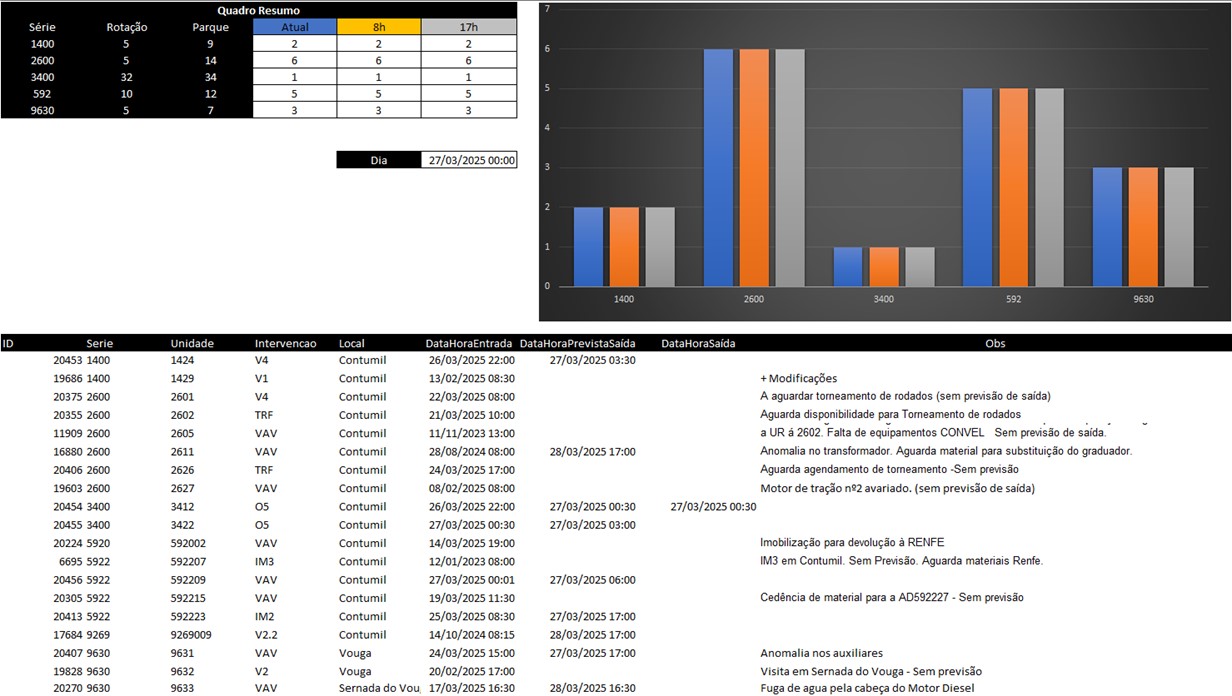 Quadro Resumo
Série Rotação Parque Atual 8h 17h
1400 5 9 2 2 2
2600 5 14 6 6 6
3400 32 34 1 1 1
592 10 12 5 5 5
9630 5 7 3 3 3
Dia 27/03/2025 00:00
7
6
5
4
3
2
1
0
1400 2600 3400 592 9630
ID Serie Unidade Intervencao Local DataHoraEntrada DataHoraPrevistaSaída DataHoraSaída Obs
20453 1400 1424 V4 Contumil 26/03/2025 22:00 27/03/2025 03:30
19686 1400 1429 V1 Contumil 13/02/2025 08:30 + Modificações
20375 2600 2601 V4 Contumil 22/03/2025 08:00 A aguardar torneamento de rodados (sem previsão de saída)
20355 2600 2602 TRF Contumil 21/03/2025 10:00 Aguarda disponibilidade para Torneamento de rodados
11909 2600 2605 VAV Contumil 11/11/2023 13:00 a UR á 2602. Falta de equipamentos CONVEL Sem previsão de saída.
16880 2600 2611 VAV Contumil 28/08/2024 08:00 28/03/2025 17:00 Anomalia no transformador. Aguarda material para substituição do graduador.
20406 2600 2626 TRF Contumil 24/03/2025 17:00 Aguarda agendamento de torneamento -Sem previsão
19603 2600 2627 VAV Contumil 08/02/2025 08:00 Motor de tração nº2 avariado. (sem previsão de saída)
20454 3400 3412 O5 Contumil 26/03/2025 22:00 27/03/2025 00:30 27/03/2025 00:30
20455 3400 3422 O5 Contumil 27/03/2025 00:30 27/03/2025 03:00
20224 5920 592002 VAV Contumil 14/03/2025 19:00 Imobilização para devolução á RENFE
6695 5922 592207 IM3 Contumil 12/01/2023 08:00 IM3 em Contumil. Sem Previsão. Aguarda materiais Renfe.
20456 5922 592209 VAV Contumil 27/03/2025 00:01 27/03/2025 06:00
20305 5922 592215 VAV Contumil 19/03/2025 11:30 Cedência de material para a AD592227 - Sem previsão
20413 5922 592223 IM2 Contumil 25/03/2025 08:30 27/03/2025 17:00
17684 9269 9269009 V2.2 Contumil 14/10/2024 08:15 28/03/2025 17:00
20407 9630 9631 VAV Vouga 24/03/2025 15:00 27/03/2025 17:00 Anomalia nos auxiliares
19828 9630 9632 V2 Vouga 20/02/2025 17:00 Visita em Sernada do Vouga - Sem previsão
20270 9630 9633 VAV Sernada do Vou 17/03/2025 16:30 28/03/2025 16:30 Fuga de agua pela cabeça do Motor Diesel